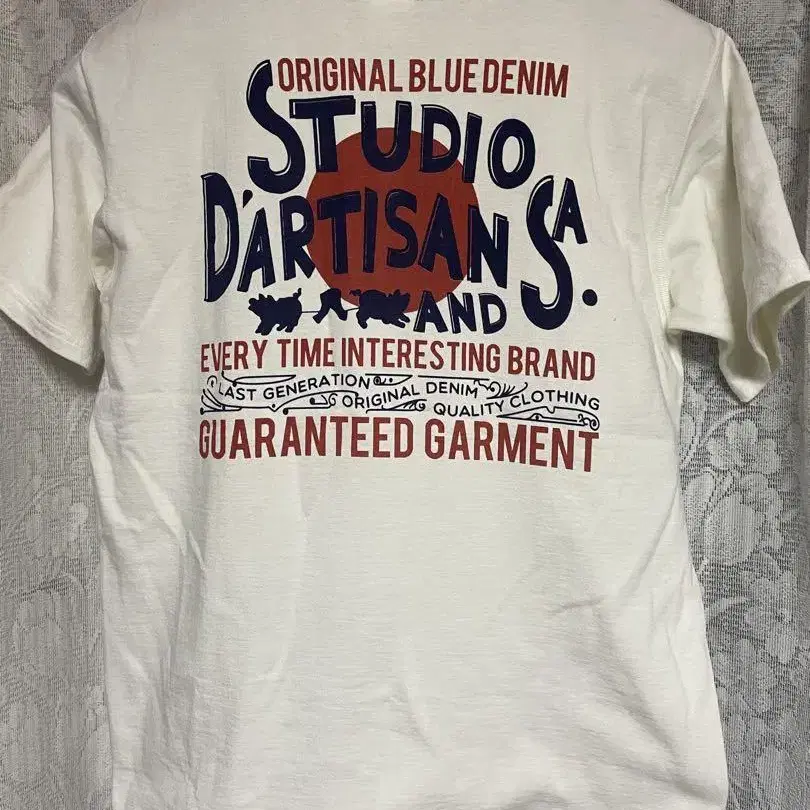 ORIGINAL BLUE DENIM
STUDIO
D'ARTISAN SA.
AND
EVERY TIME INTERESTING BRAND
LAST GENERATION
ORIGINAL DENIM
QUALITY CLOTHING
GUARANTEED GARMENT